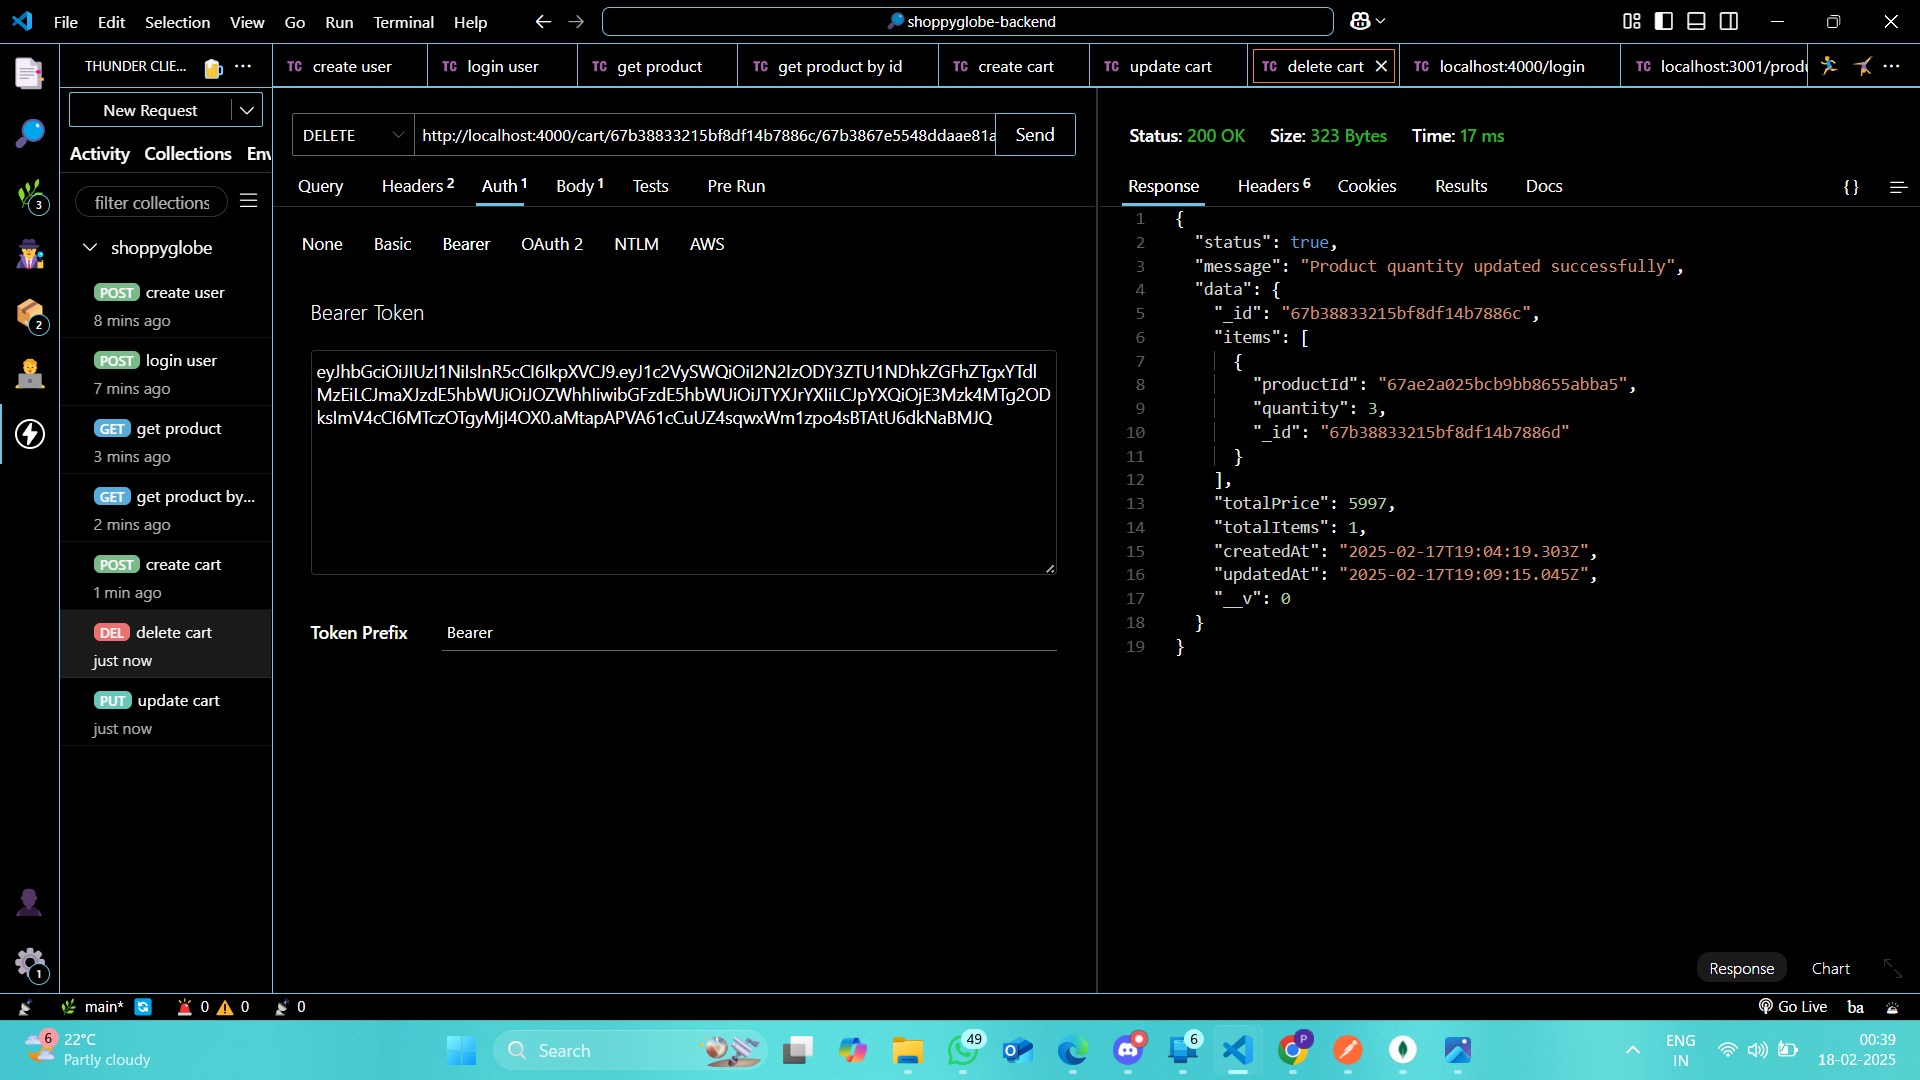 File Edit Selection View Go Run Terminal Help
shoppyglobe-backend
THUNDER CLIE...
TC create user
TC login user
TC get product
TC get product by id
TC create cart
TC update cart
TC delete cart
TC localhost:4000/login
TC localhost:3001/produ
New Request
Activity Collections Env
filter collections
shoppyglobe
POST create user
8 mins ago
POST login user
7 mins ago
GET get product
3 mins ago
GET get product by...
2 mins ago
POST create cart
1 min ago
DEL delete cart
just now
PUT update cart
just now
3
2
1
DELETE
http://localhost:4000/cart/67b38833215bf8df14b7886c/67b3867e5548ddaae81a
Send
Query Headers 2 Auth 1 Body 1 Tests Pre Run
None Basic Bearer OAuth 2 NTLM AWS
Bearer Token
Token Prefix Bearer
Status: 200 OK Size: 323 Bytes Time: 17 ms
Response Headers 6 Cookies Results Docs
{}
1 {
2 "status": true,
3 "message": "Product quantity updated successfully",
4 "data": {
5 "_id": "67b38833215bf8df14b7886c",
6 "items": [
7 {
8 "productId": "67ae2a025bcb9bb8655abba5",
9 "quantity": 3,
10 "_id": "67b38833215bf8df14b7886d"
11 }
12 ],
13 "totalPrice": 5997,
14 "totalItems": 1,
15 "createdAt": "2025-02-17T19:04:19.303Z",
16 "updatedAt": "2025-02-17T19:09:15.045Z",
17 "__v": 0
18 }
19 }
Response Chart
main* 0 0 0
Go Live ba
6
22°C
Partly cloudy
Search
49
6
P
ENG
IN
00:39
18-02-2025